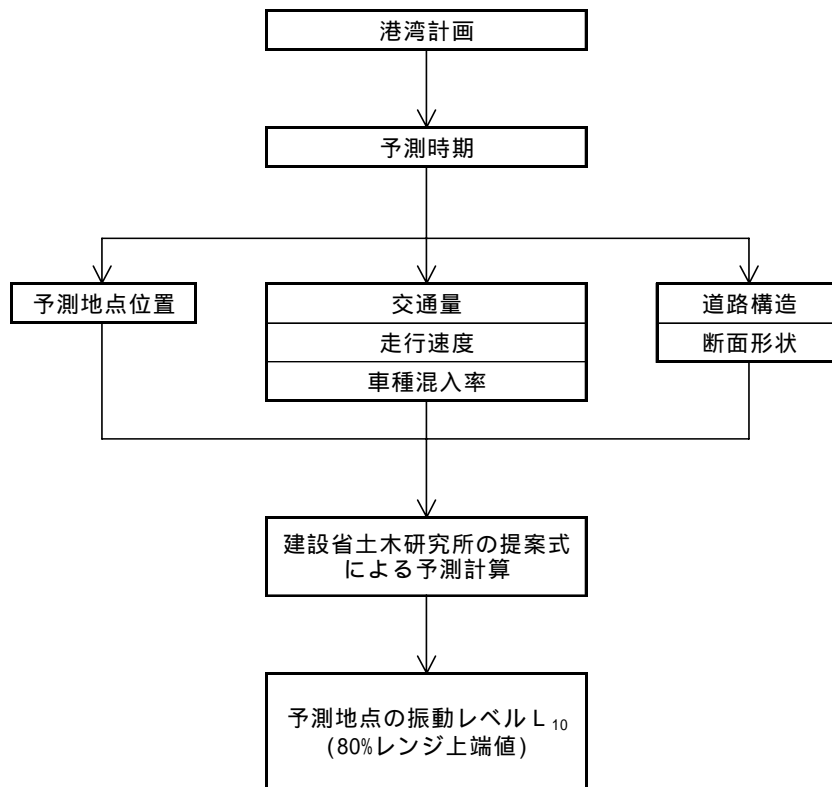 港湾計画
予測時期
予測地点位置
交通量
走行速度
車種混入率
道路構造
断面形状
建設省土木研究所の提案式
による予測計算
予測地点の振動レベルL₁₀
(80%レンジ上端値)